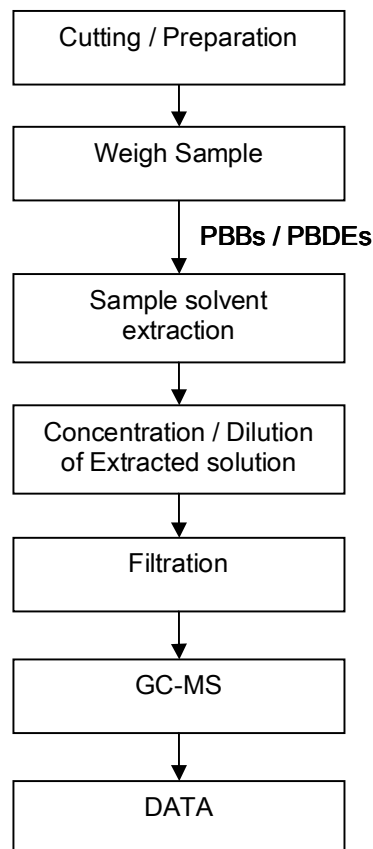 Cutting / Preparation
Weigh Sample
PBBs / PBDEs
Sample solvent
extraction
Concentration / Dilution
of Extracted solution
Filtration
GC-MS
DATA